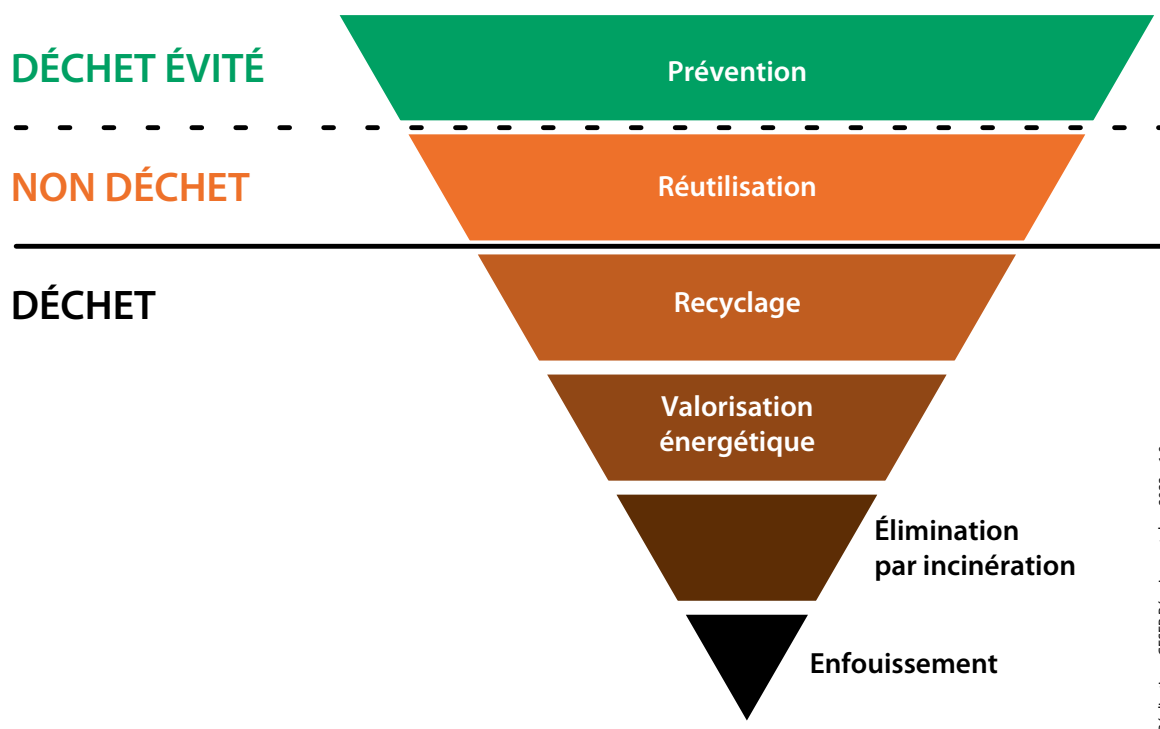 DÉCHET ÉVITÉ
Prévention
NON DÉCHET
Réutilisation
DÉCHET
Recyclage
Valorisation
énergétique
Élimination
par incinération
Enfouissement